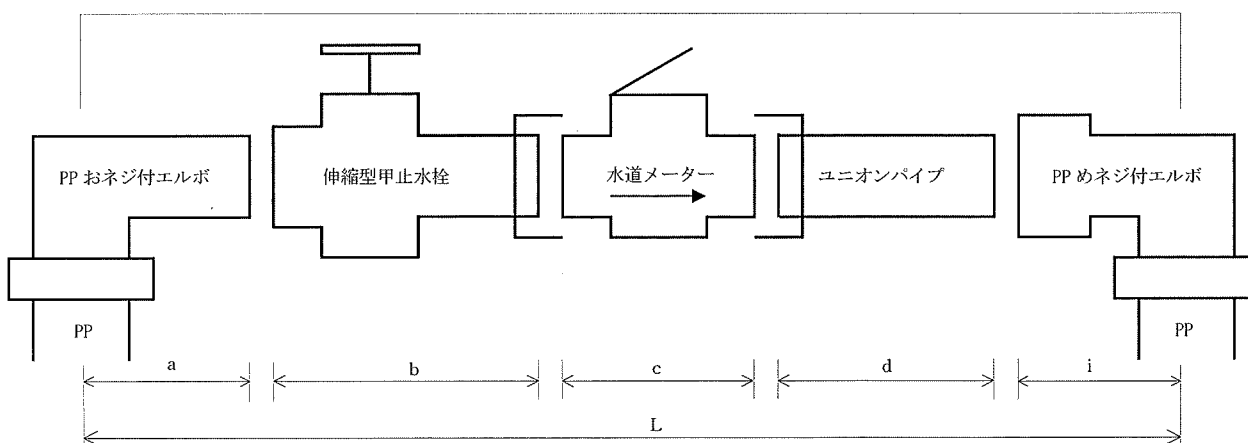 PP おネジ付エルボ
伸縮型甲止水栓
水道メーター
ユニオンパイプ
PP めネジ付エルボ
PP
PP
a
b
c
d
i
L